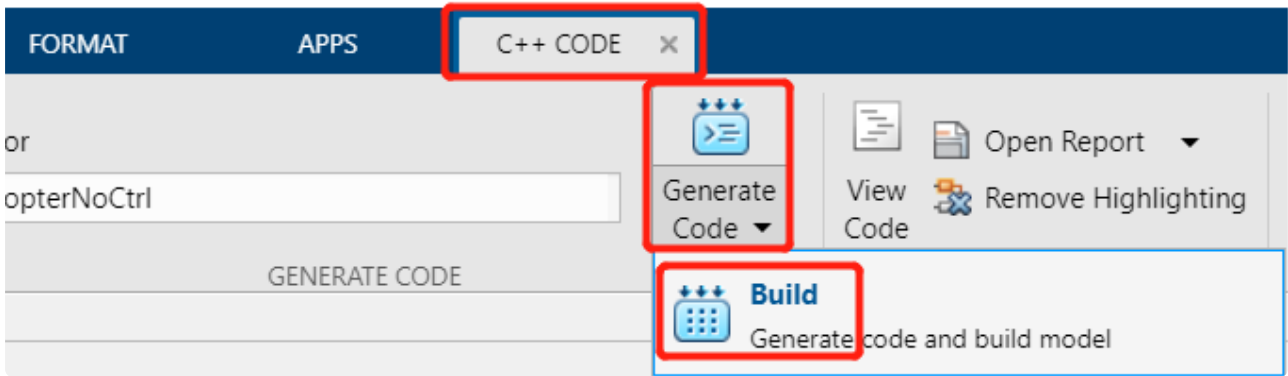 FORMAT APPS C++ CODE
or
opterNoCtrl
Generate
Code
View
Code
Open Report
Remove Highlighting
GENERATE CODE
Build
Generate code and build model